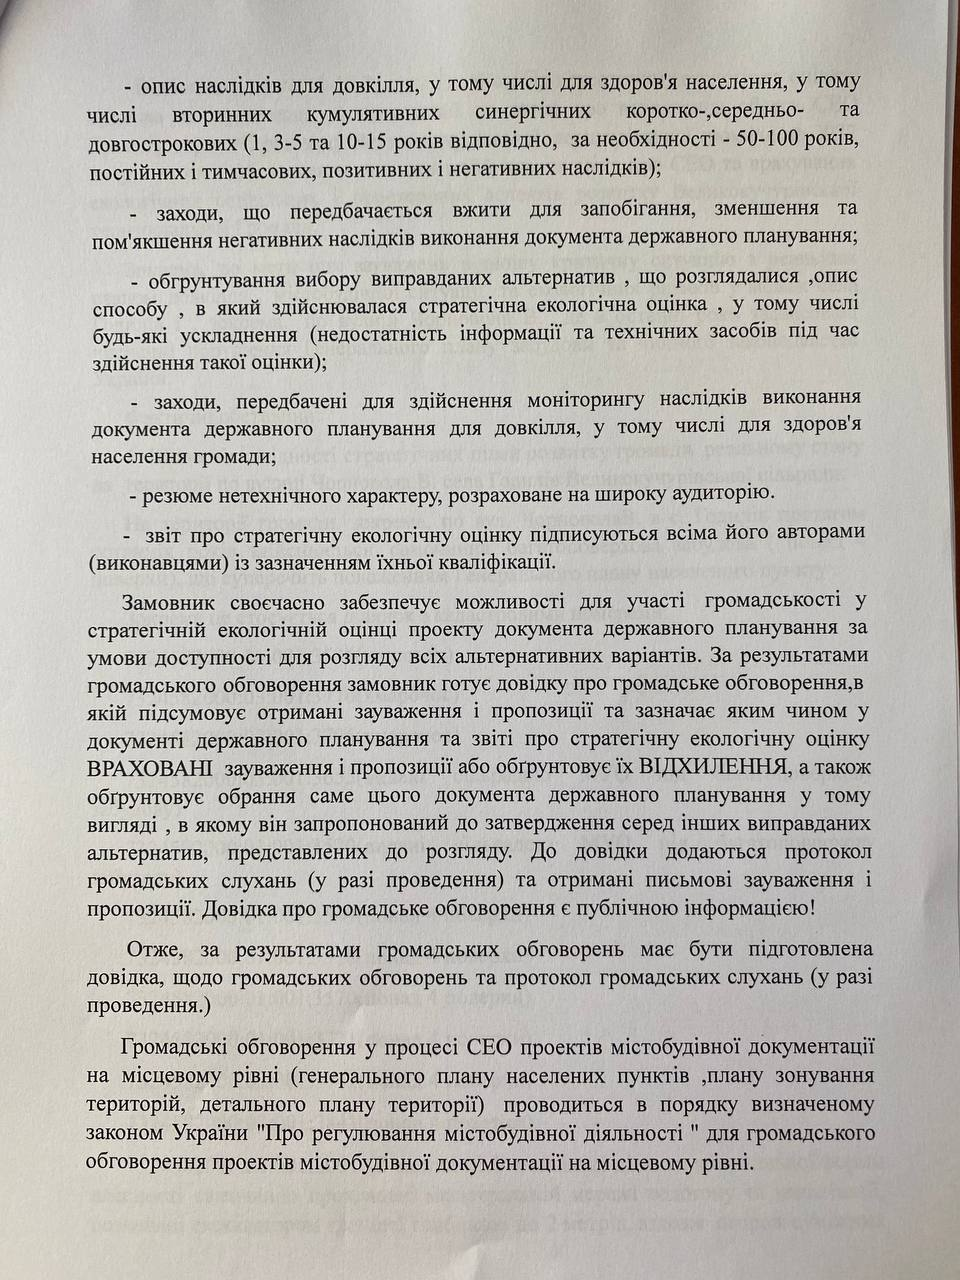 - опис наслідків для довкілля, у тому числі для здоров'я населення, у тому
числі вторинних кумулятивних синергічних коротко-,середньо- та
довгострокових (1, 3-5 та 10-15 років відповідно, за необхідності - 50-100 років,
постійних і тимчасових, позитивних і негативних наслідків);
- заходи, що передбачається вжити для запобігання, зменшення та
пом'якшення негативних наслідків виконання документа державного планування;
- обгрунтування вибору виправданих альтернатив , що розглядалися ,опис
способу , в який здійснювалася стратегічна екологічна оцінка , у тому числі
будь-які ускладнення (недостатність інформації та технічних засобів під час
здійснення такої оцінки);
- заходи, передбачені для здійснення моніторингу наслідків виконання
документа державного планування для довкілля, у тому числі для здоров'я
населення громади;
- резюме нетехнічного характеру, розраховане на широку аудиторію.
- звіт про стратегічну екологічну оцінку підписуються всіма його авторами
(виконавцями) із зазначенням їхньої кваліфікації.
Замовник своєчасно забезпечує можливості для участі громадськості у
стратегічній екологічній оцінці проекту документа державного планування за
умови доступності для розгляду всіх альтернативних варіантів. За результатами
громадського обговорення замовник готує довідку про громадське обговорення,в
якій підсумовує отримані зауваження і пропозиції та зазначає яким чином у
документі державного планування та звіті про стратегічну екологічну оцінку
ВРАХОВАНІ зауваження і пропозиції або обґрунтовує їх ВІДХИЛЕННЯ, а також
обґрунтовує обрання саме цього документа державного планування у тому
вигляді , в якому він запропонований до затвердження серед інших виправданих
альтернатив, представлених до розгляду. До довідки додаються протокол
громадських слухань (у разі проведення) та отримані письмові зауваження і
пропозиції. Довідка про громадське обговорення є публічною інформацією!
Отже, за результатами громадських обговорень має бути підготовлена
довідка, щодо громадських обговорень та протокол громадських слухань (у разі
проведення.)
Громадські обговорення у процесі СЕО проектів містобудівної документації
на місцевому рівні (генерального плану населених пунктів ,плану зонування
територій, детального плану території) проводиться в порядку визначеному
законом України "Про регулювання містобудівної діяльності " для громадського
обговорення проектів містобудівної документації на місцевому рівні.